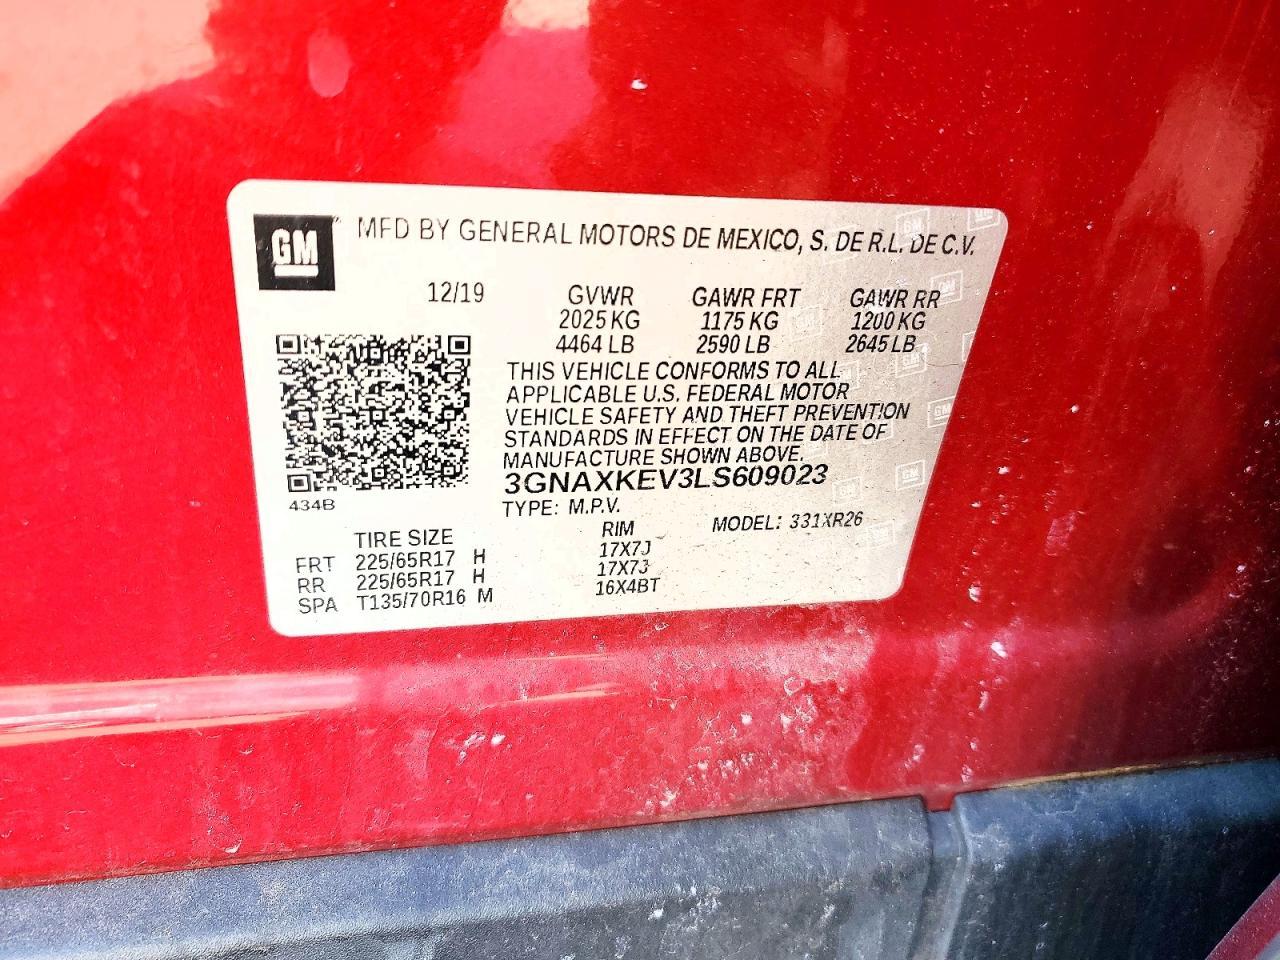 GM MFD BY GENERAL MOTORS DE MEXICO, S. DE R.L. DE C.V.
12/19 GVWR GAWR FRT GAWR RR
2025 KG 1175 KG 1200 KG
4464 LB 2590 LB 2645 LB
THIS VEHICLE CONFORMS TO ALL
APPLICABLE U.S. FEDERAL MOTOR
VEHICLE SAFETY AND THEFT PREVENTION
STANDARDS IN EFFECT ON THE DATE OF
MANUFACTURE SHOWN ABOVE.
3GNAXKEV3LS609023
434B
TYPE: M.P.V. MODEL: 331XR26
TIRE SIZE RIM
FRT 225/65R17 H 17X7J
RR 225/65R17 H 17X7J
SPA T135/70R16 M 16X4BT